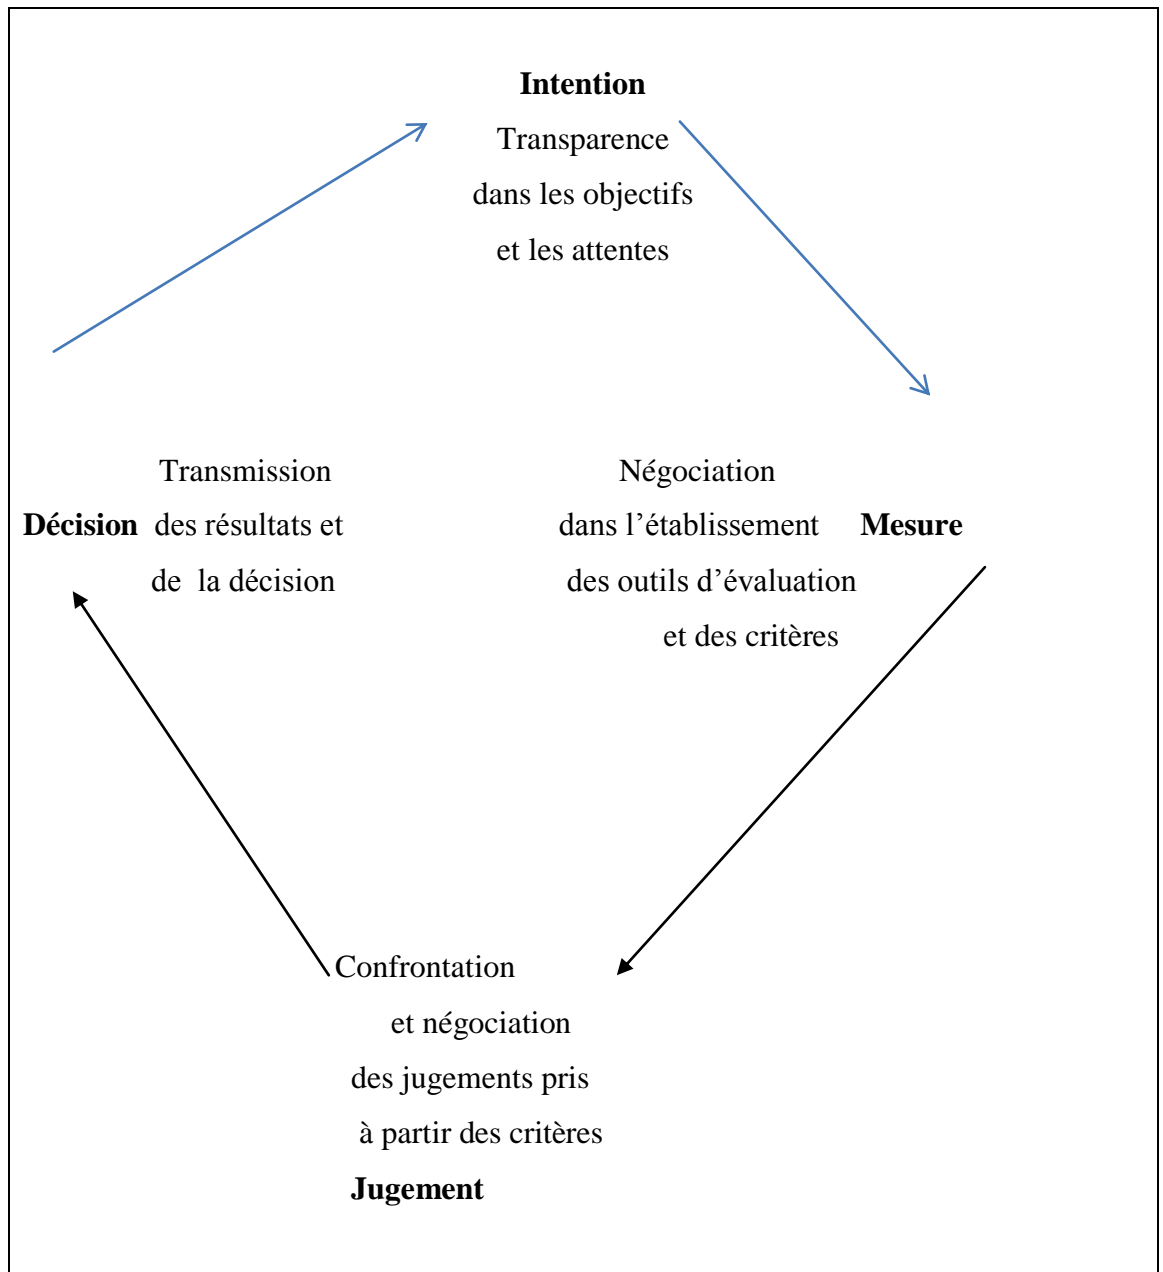 Intention
Transparence
dans les objectifs
et les attentes
Transmission
Décision des résultats et
de la décision
Négociation
dans l’établissement Mesure
des outils d’évaluation
et des critères
Confrontation
et négociation
des jugements pris
à partir des critères
Jugement